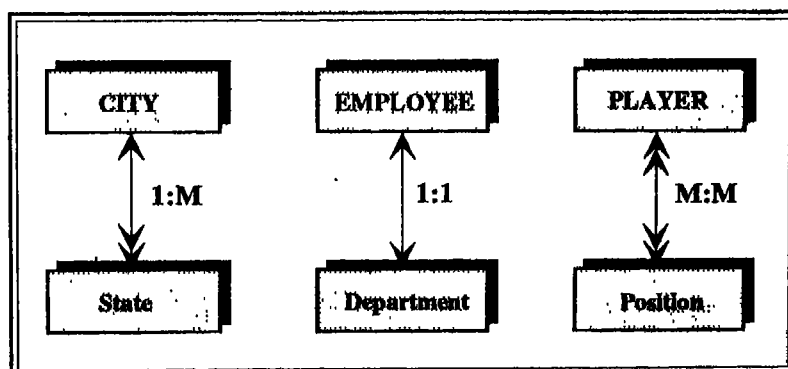 CITY EMPLOYEE PLAYER
1:M 1:1 M:M
State Department Position